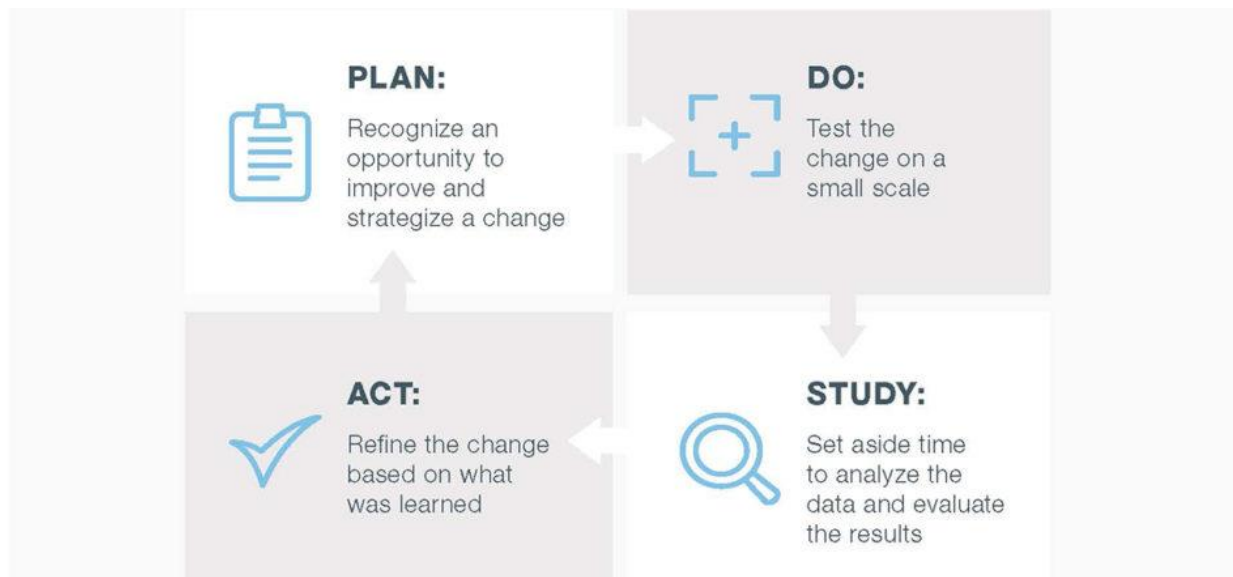 PLAN:
Recognize an
opportunity to
improve and
strategize a change
DO:
Test the
change on a
small scale
ACT:
Refine the change
based on what
was learned
STUDY:
Set aside time
to analyze the
data and evaluate
the results